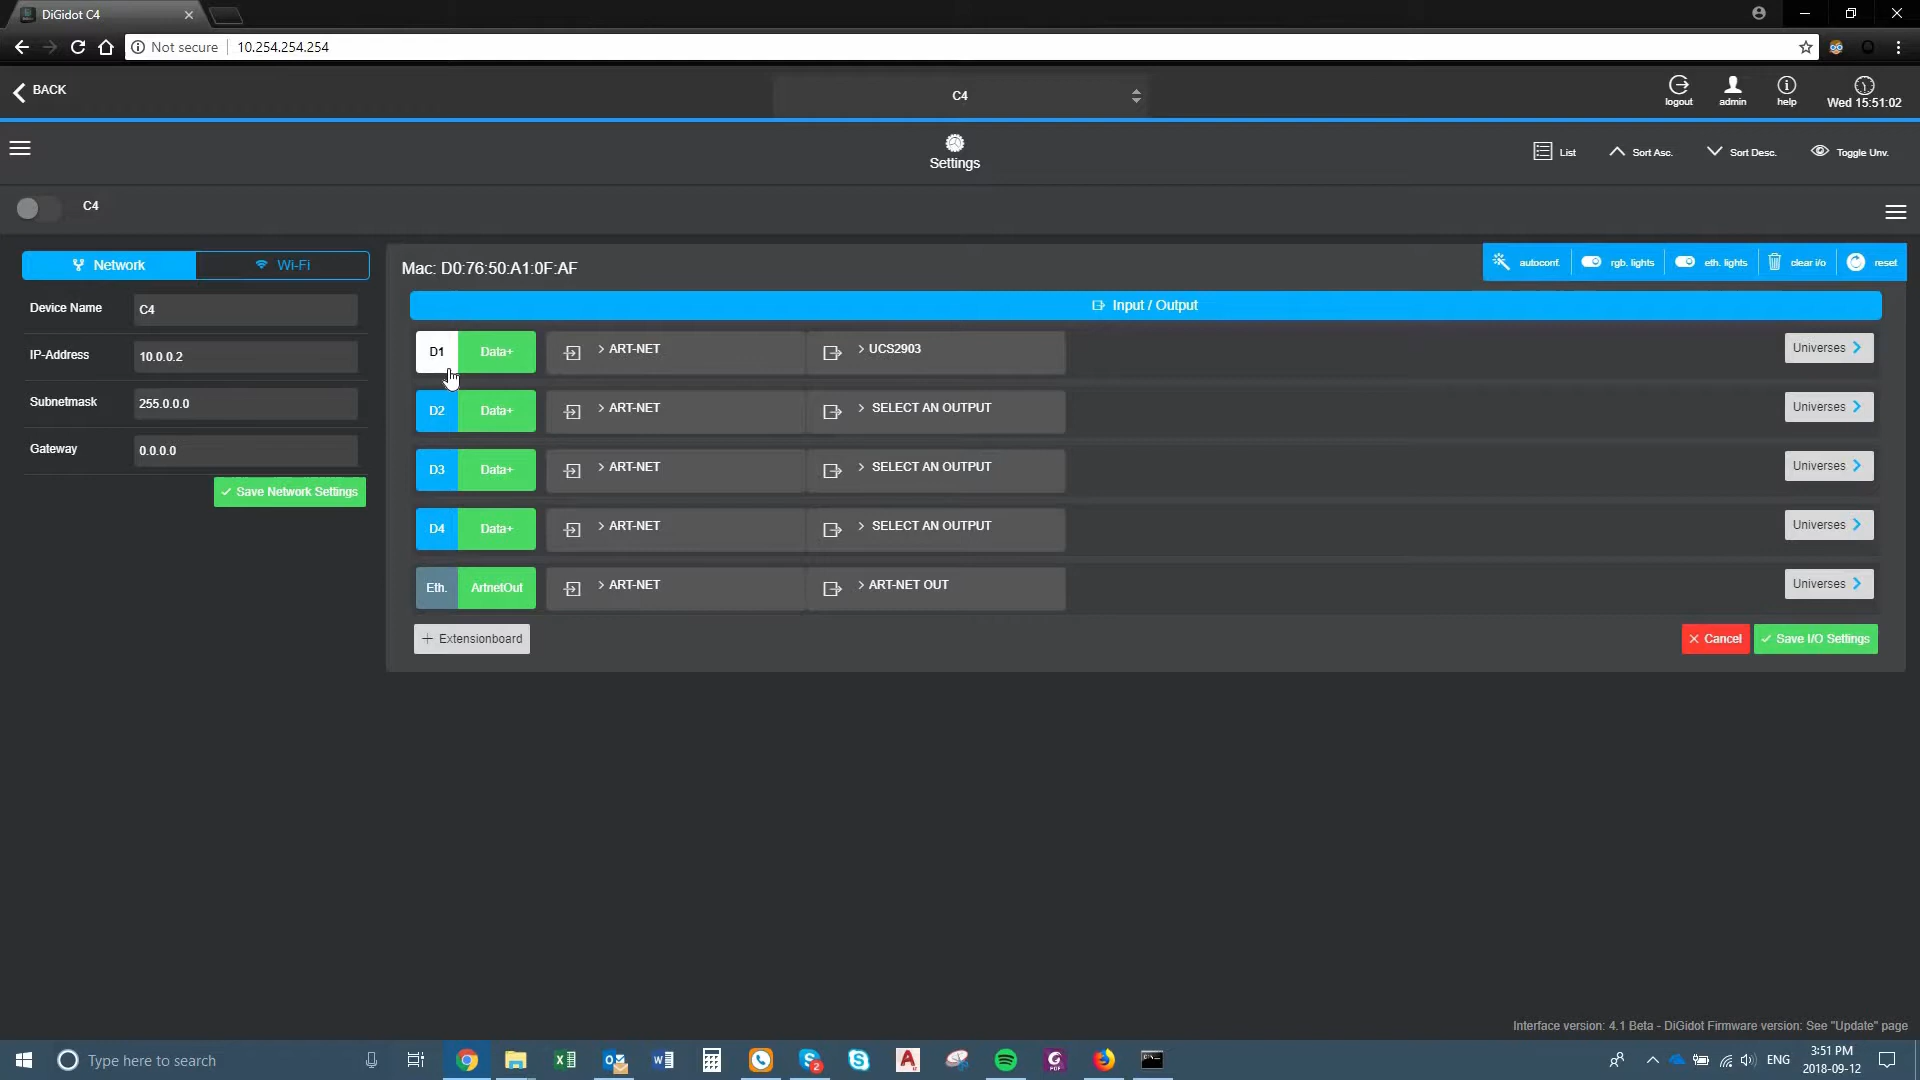 DiGidot C4
Not secure 10.254.254.254
BACK
C4
logout
admin
help
Wed 15:51:02
Settings
List
Sort Asc.
Sort Desc.
Toggle Unv.
C4
Network
Wi-Fi
Device Name C4
IP-Address 10.0.0.2
Subnetmask 255.0.0.0
Gateway 0.0.0.0
Save Network Settings
Mac: D0:76:50:A1:0F:AF
autoconf.
rgb. lights
eth. lights
clear i/o
reset
Input / Output
D1 Data+ > ART-NET > UCS2903 Universes
D2 Data+ > ART-NET > SELECT AN OUTPUT Universes
D3 Data+ > ART-NET > SELECT AN OUTPUT Universes
D4 Data+ > ART-NET > SELECT AN OUTPUT Universes
Eth. ArtnetOut > ART-NET > ART-NET OUT Universes
+ Extensionboard
Cancel
Save I/O Settings
Interface version: 4.1 Beta - DiGidot Firmware version: See "Update" page
Type here to search
2
ENG
3:51 PM
2018-09-12